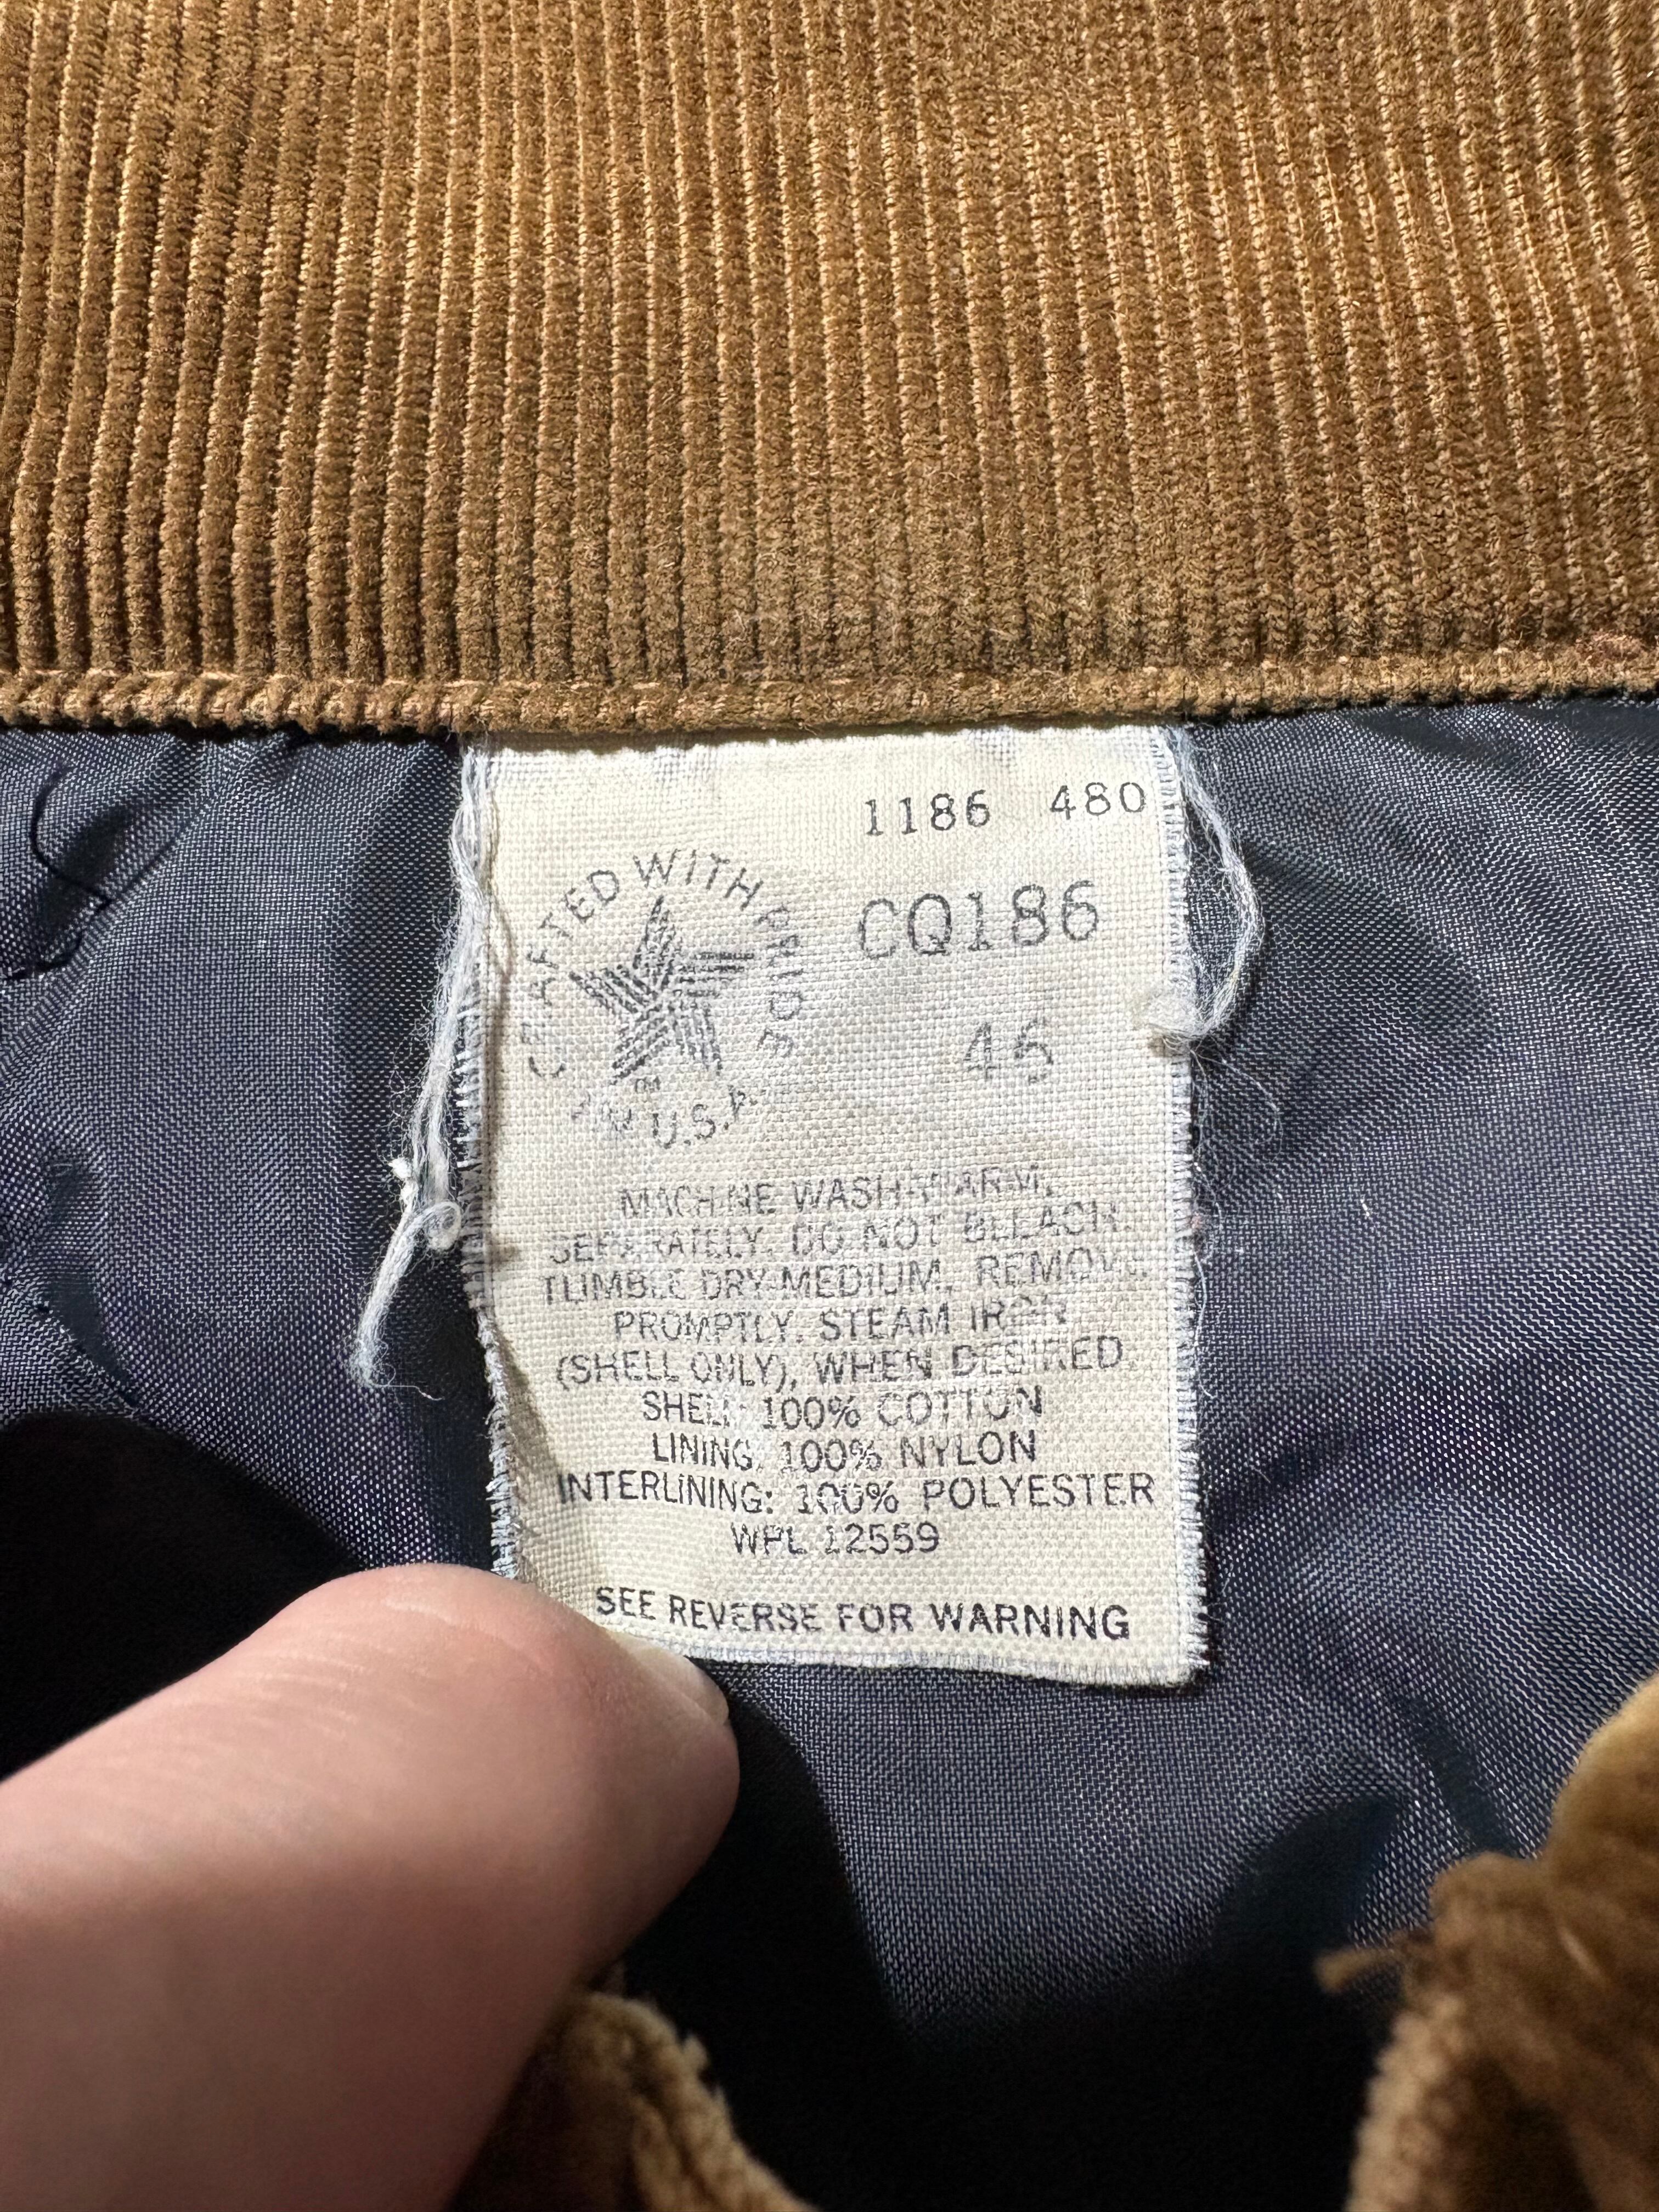 1186 480
CRAFTED WITH PRIDE
IN U.S.A.
TM
CQ186
46
MACHINE WASH WARM,
SEPARATELY. DO NOT BLEACH.
TUMBLE DRY-MEDIUM. REMOVE
PROMPTLY. STEAM IRON
(SHELL ONLY), WHEN DESIRED.
SHELL: 100% COTTON
LINING: 100% NYLON
INTERLINING: 100% POLYESTER
WPL 12559
SEE REVERSE FOR WARNING